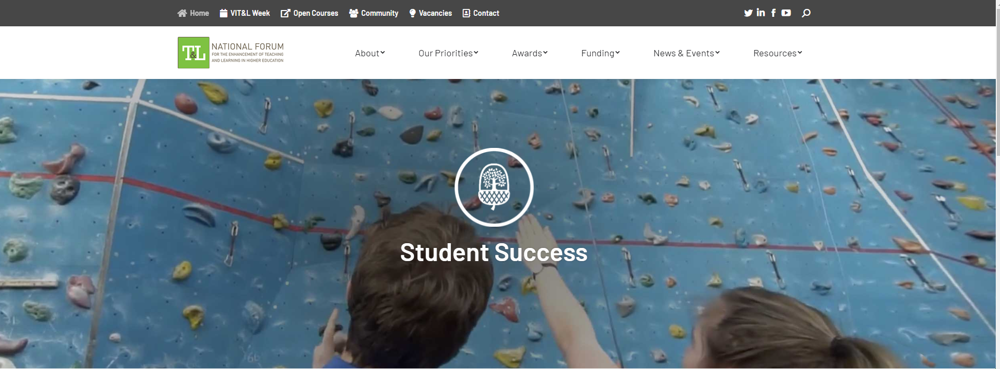 Home VIT&L Week Open Courses Community Vacancies Contact
T&L
NATIONAL FORUM
FOR THE ENHANCEMENT OF TEACHING
AND LEARNING IN HIGHER EDUCATION
About Our Priorities Awards Funding News & Events Resources
Student Success